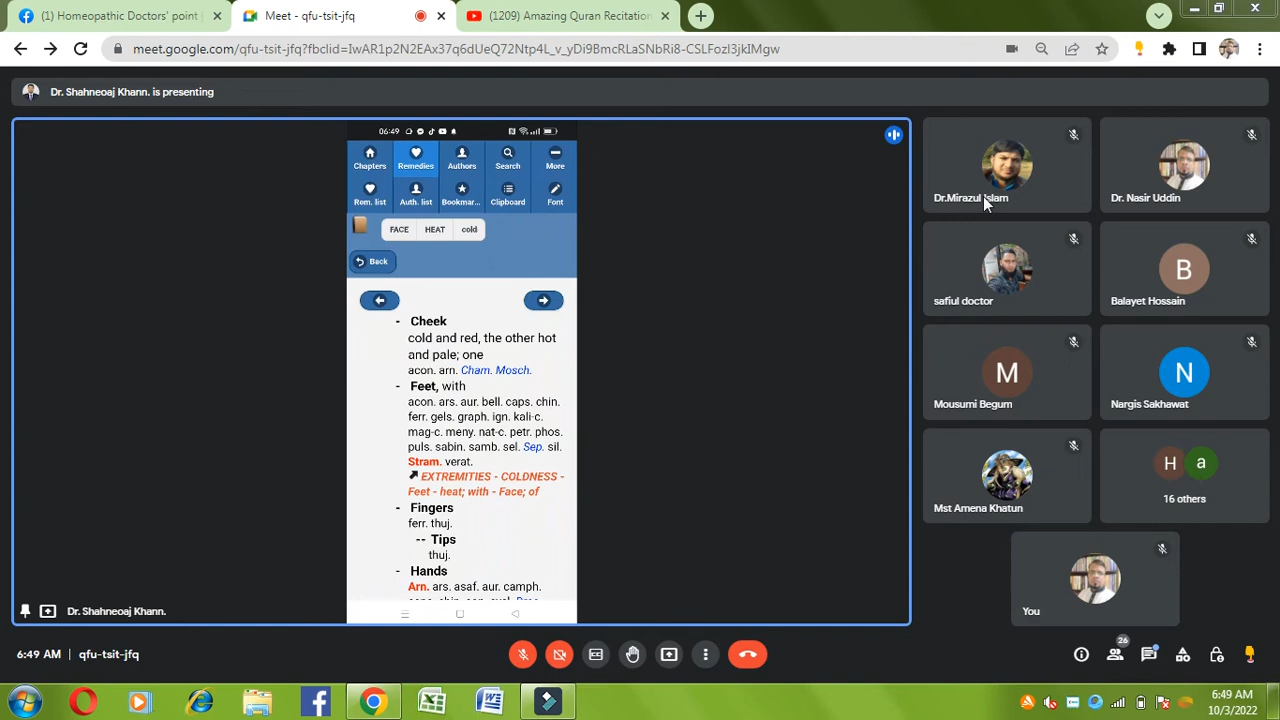 (1) Homeopathic Doctors' point
Meet - qfu-tsit-jfq
(1209) Amazing Quran Recitation
meet.google.com/qfu-tsit-jfq?fbclid=IwAR1p2N2EAx37q6dUeQ72Nfp4L_v_yDi9BmcRLaSNbRi8-CSLFozI3jkIMgw
Dr. Shahneoaj Khann. is presenting
06:49
Chapters Remedies Authors Search More
Rem. list Auth. list Bookmar... Clipboard Font
FACE HEAT cold
Back
- Cheek
cold and red, the other hot
and pale; one
acon. arn. Cham. Mosch.
- Feet, with
acon. ars. aur. bell. caps. chin.
ferr. gels. graph. ign. kali-c.
mag-c. meny. nat-c. petr. phos.
puls. sabin. samb. sel. Sep. sil.
Stram. verat.
EXTREMITIES - COLDNESS -
Feet - heat; with - Face; of
- Fingers
ferr. thuj.
-- Tips
thuj.
- Hands
Arn. ars. asaf. aur. camph.
Dr. Shahneoaj Khann.
Dr.Mirazul Islam
Dr. Nasir Uddin
safiul doctor
B
Balayet Hossain
M
Mousumi Begum
N
Nargis Sakhawat
Mst Amena Khatun
H a
16 others
You
6:49 AM | qfu-tsit-jfq
26
6:49 AM
10/3/2022